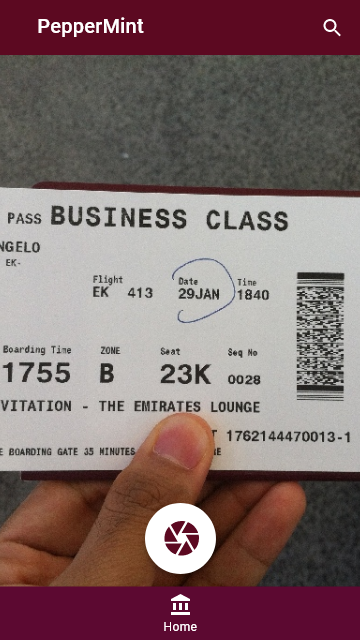 PepperMint
PASS BUSINESS CLASS
NGELO
EK-
Flight Date Time
EK 413 29JAN 1840
Boarding Time ZONE Seat Seq No
1755 B 23K 0028
VITATION - THE EMIRATES LOUNGE
T 1762144470013-1
E BOARDING GATE 35 MINUTES
Home